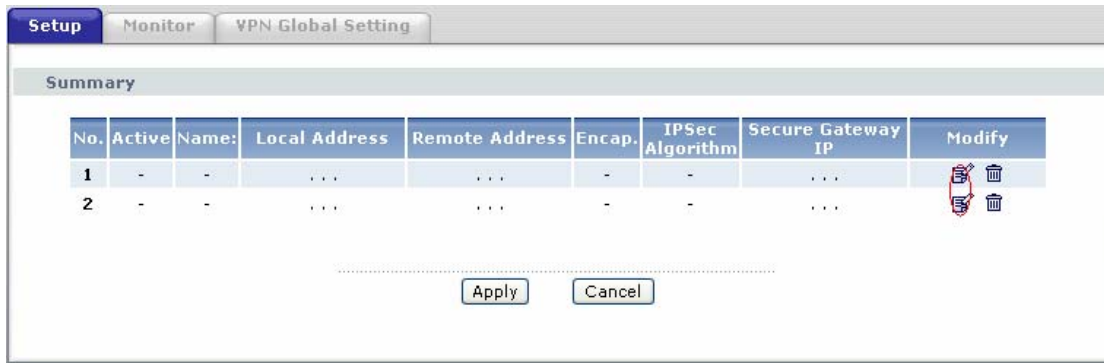 Setup Monitor VPN Global Setting
Summary
No. Active Name: Local Address Remote Address Encap. IPSec Algorithm Secure Gateway IP Modify
1 - - . . . . . . - - . . .
2 - - . . . . . . - - . . .
Apply Cancel